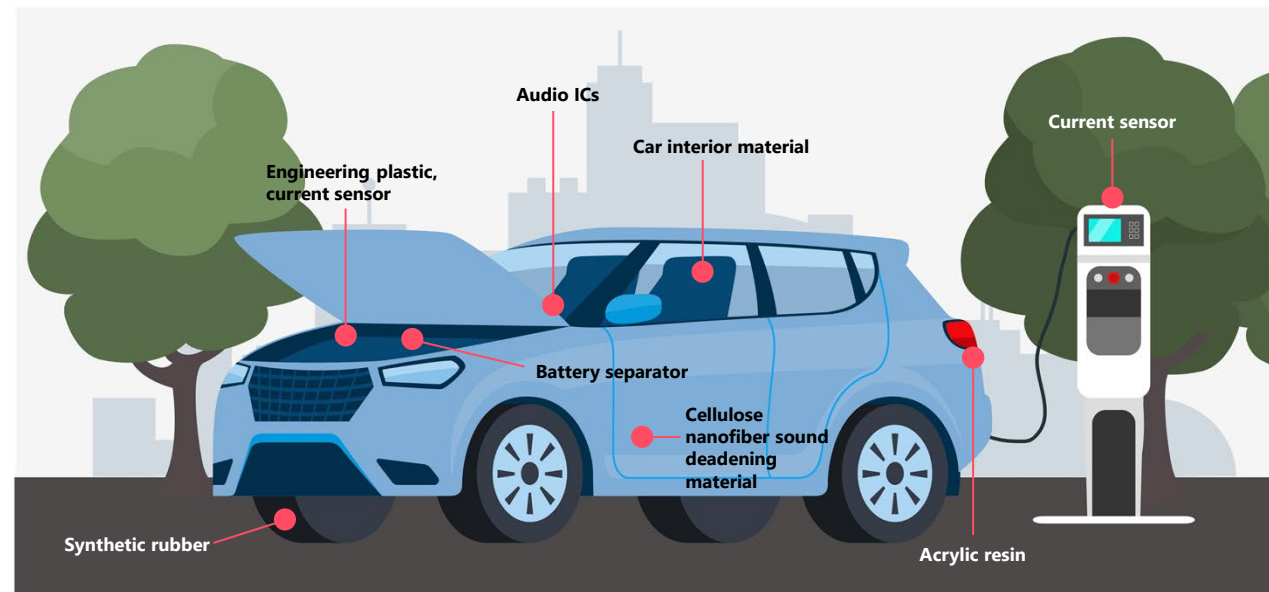 Audio ICs
Current sensor
Car interior material
Engineering plastic,
current sensor
Battery separator
Cellulose
nanofiber sound
deadening
material
Synthetic rubber
Acrylic resin